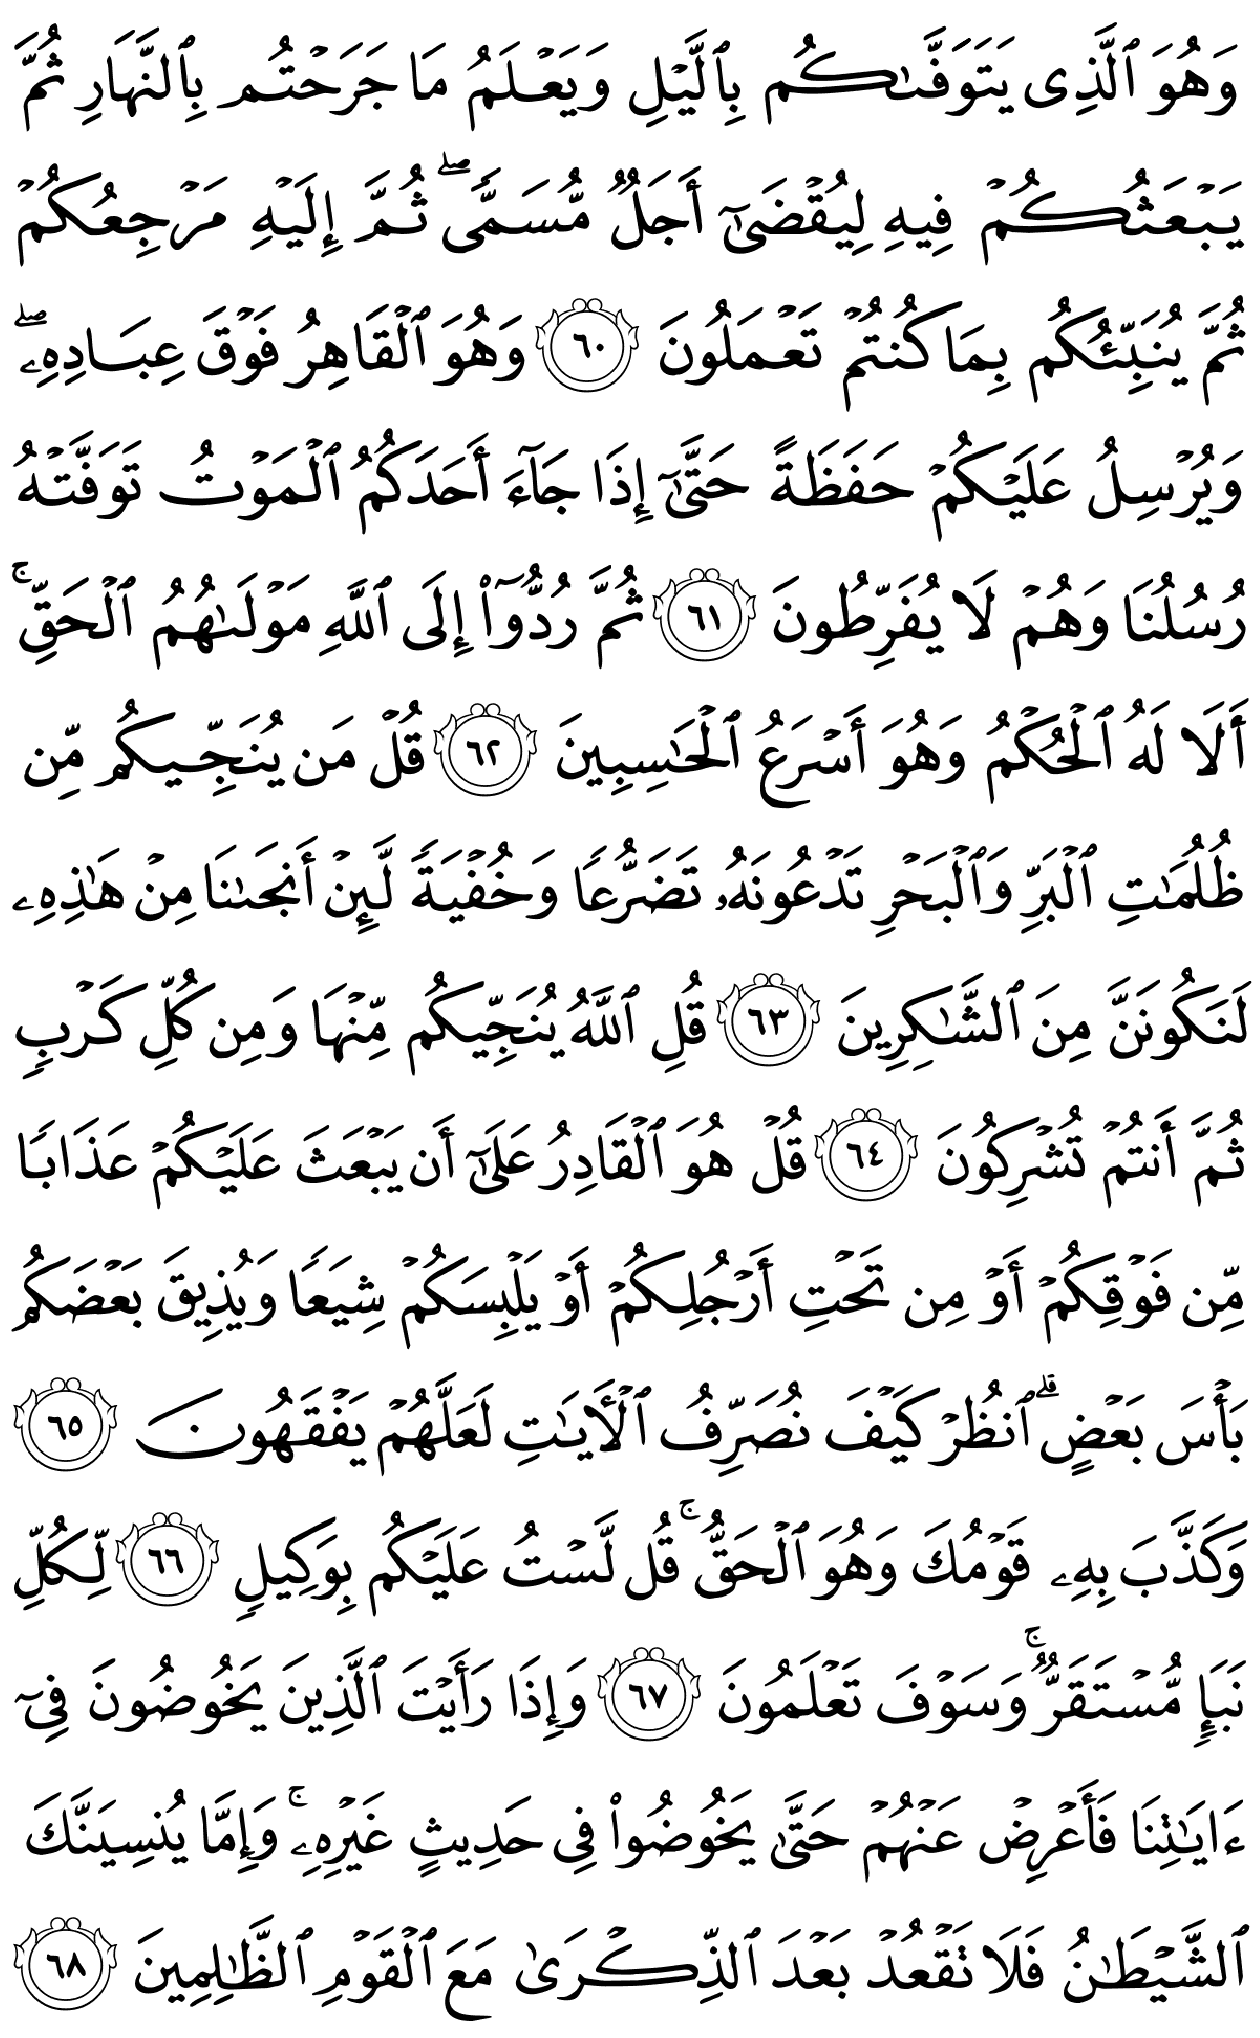 وَهُوَ ٱلَّذِى يَتَوَفَّىٰكُم بِٱلَّيْلِ وَيَعْلَمُ مَا جَرَحْتُم بِٱلنَّهَارِ ثُمَّ
يَبْعَثُكُمْ فِيهِ لِيُقْضَىٰٓ أَجَلٌ مُّسَمًّى ۖ ثُمَّ إِلَيْهِ مَرْجِعُكُمْ
ثُمَّ يُنَبِّئُكُم بِمَا كُنتُمْ تَعْمَلُونَ ٦٠ وَهُوَ ٱلْقَاهِرُ فَوْقَ عِبَادِهِۦ ۖ
وَيُرْسِلُ عَلَيْكُمْ حَفَظَةً حَتَّىٰٓ إِذَا جَآءَ أَحَدَكُمُ ٱلْمَوْتُ تَوَفَّتْهُ
رُسُلُنَا وَهُمْ لَا يُفَرِّطُونَ ٦١ ثُمَّ رُدُّوٓا۟ إِلَى ٱللَّهِ مَوْلَىٰهُمُ ٱلْحَقِّ ۚ
أَلَا لَهُ ٱلْحُكْمُ وَهُوَ أَسْرَعُ ٱلْحَٰسِبِينَ ٦٢ قُلْ مَن يُنَجِّيكُم مِّن
ظُلُمَٰتِ ٱلْبَرِّ وَٱلْبَحْرِ تَدْعُونَهُۥ تَضَرُّعًا وَخُفْيَةً لَّئِنْ أَنجَىٰنَا مِنْ هَٰذِهِۦ
لَنَكُونَنَّ مِنَ ٱلشَّٰكِرِينَ ٦٣ قُلِ ٱللَّهُ يُنَجِّيكُم مِّنْهَا وَمِن كُلِّ كَرْبٍ
ثُمَّ أَنتُمْ تُشْرِكُونَ ٦٤ قُلْ هُوَ ٱلْقَادِرُ عَلَىٰٓ أَن يَبْعَثَ عَلَيْكُمْ عَذَابًا
مِّن فَوْقِكُمْ أَوْ مِن تَحْتِ أَرْجُلِكُمْ أَوْ يَلْبِسَكُمْ شِيَعًا وَيُذِيقَ بَعْضَكُم
بَأْسَ بَعْضٍ ۗ ٱنظُرْ كَيْفَ نُصَرِّفُ ٱلْءَايَٰتِ لَعَلَّهُمْ يَفْقَهُونَ ٦٥
وَكَذَّبَ بِهِۦ قَوْمُكَ وَهُوَ ٱلْحَقُّ ۚ قُل لَّسْتُ عَلَيْكُم بِوَكِيلٍ ٦٦ لِّكُلِّ
نَبَإٍ مُّسْتَقَرٌّ ۚ وَسَوْفَ تَعْلَمُونَ ٦٧ وَإِذَا رَأَيْتَ ٱلَّذِينَ يَخُوضُونَ فِىٓ
ءَايَٰتِنَا فَأَعْرِضْ عَنْهُمْ حَتَّىٰ يَخُوضُوا۟ فِى حَدِيثٍ غَيْرِهِۦ ۚ وَإِمَّا يُنسِيَنَّكَ
ٱلشَّيْطَٰنُ فَلَا تَقْعُدْ بَعْدَ ٱلذِّكْرَىٰ مَعَ ٱلْقَوْمِ ٱلظَّٰلِمِينَ ٦٨